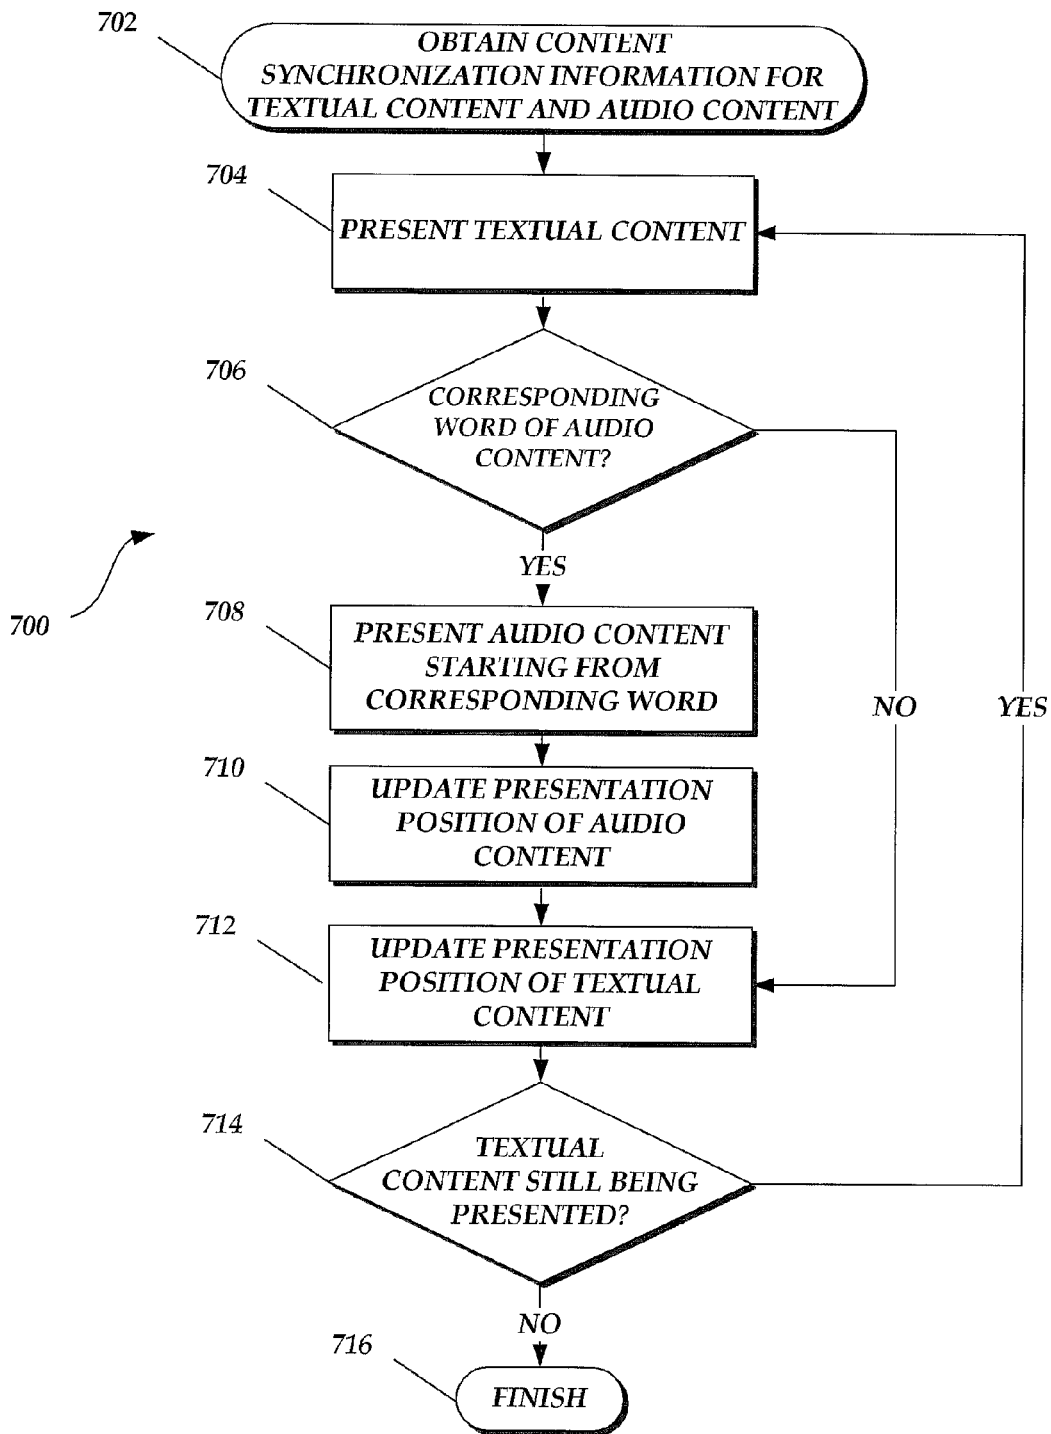 702
OBTAIN CONTENT
SYNCHRONIZATION INFORMATION FOR
TEXTUAL CONTENT AND AUDIO CONTENT
704
PRESENT TEXTUAL CONTENT
706
CORRESPONDING
WORD OF AUDIO
CONTENT?
YES
700
708
PRESENT AUDIO CONTENT
STARTING FROM
CORRESPONDING WORD
NO
YES
710
UPDATE PRESENTATION
POSITION OF AUDIO
CONTENT
712
UPDATE PRESENTATION
POSITION OF TEXTUAL
CONTENT
714
TEXTUAL
CONTENT STILL BEING
PRESENTED?
NO
716
FINISH